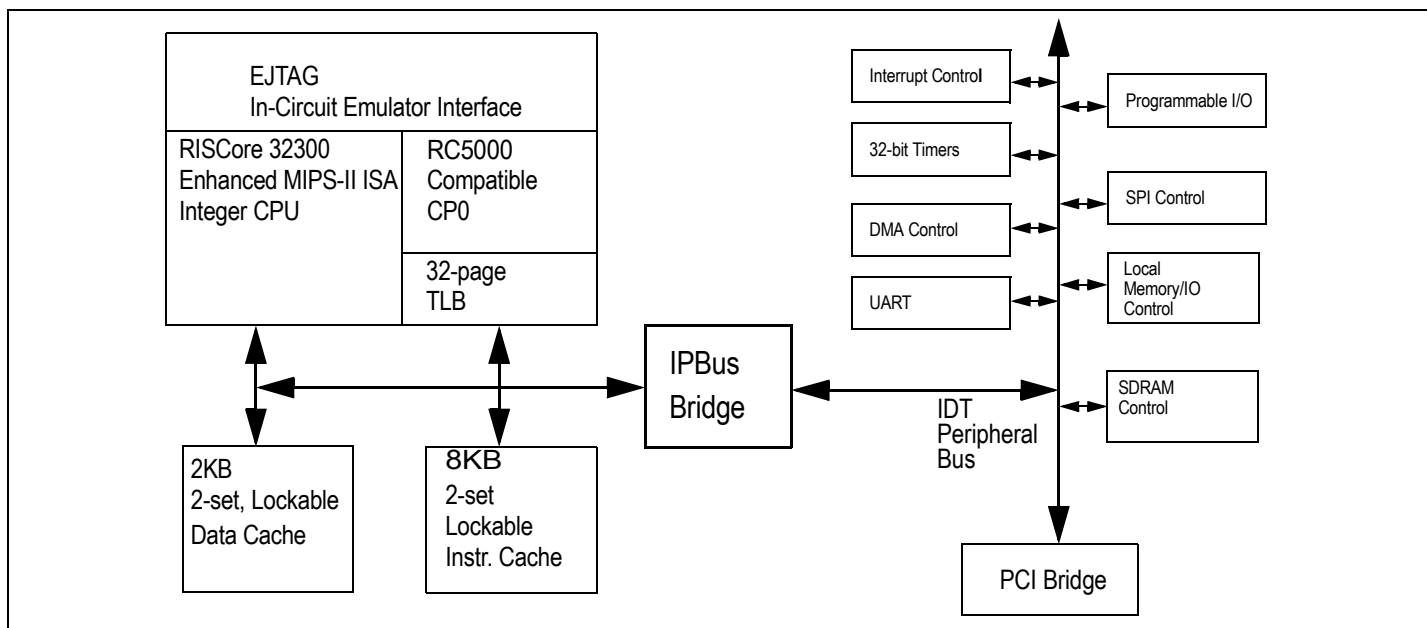 EJTAG
In-Circuit Emulator Interface
RISCore 32300
Enhanced MIPS-II ISA
Integer CPU
RC5000
Compatible
CP0
32-page
TLB
2KB
2-set, Lockable
Data Cache
8KB
2-set
Lockable
Instr. Cache
IPBus
Bridge
IDT
Peripheral
Bus
Interrupt Control
32-bit Timers
DMA Control
UART
Programmable I/O
SPI Control
Local
Memory/IO
Control
SDRAM
Control
PCI Bridge